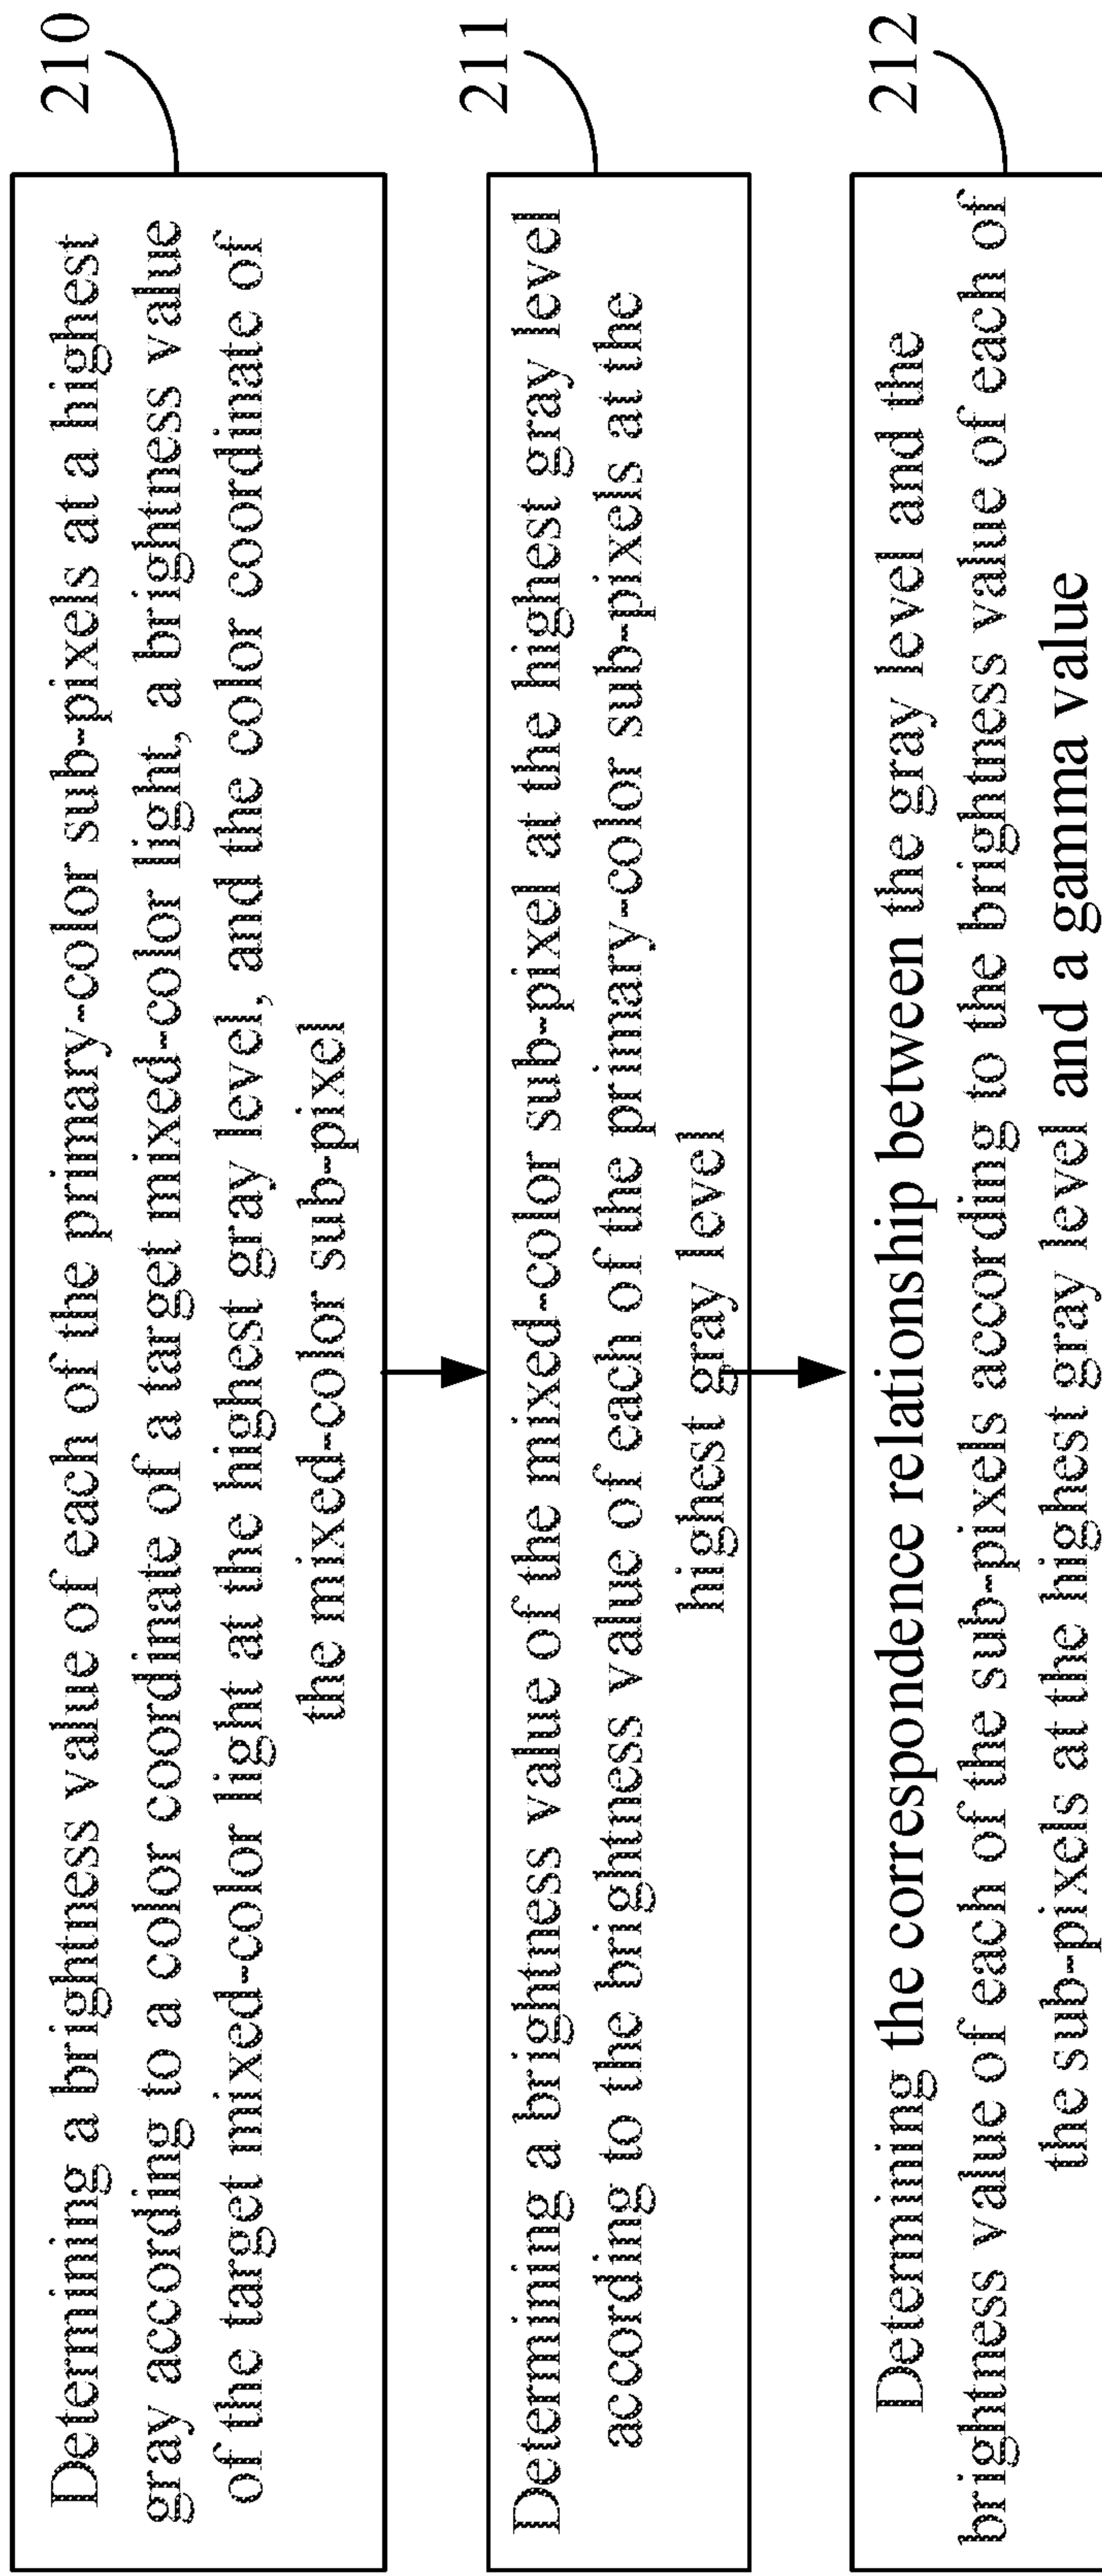 210
Determining a brightness value of each of the primary-color sub-pixels at a highest
gray according to a color coordinate of a target mixed-color light, a brightness value
of the target mixed-color light at the highest gray level, and the color coordinate of
the mixed-color sub-pixel
211
Determining a brightness value of the mixed-color sub-pixel at the highest gray level
according to the brightness value of each of the primary-color sub-pixels at the
highest gray level
212
Determining the correspondence relationship between the gray level and the
brightness value of each of the sub-pixels according to the brightness value of each of
the sub-pixels at the highest gray level and a gamma value